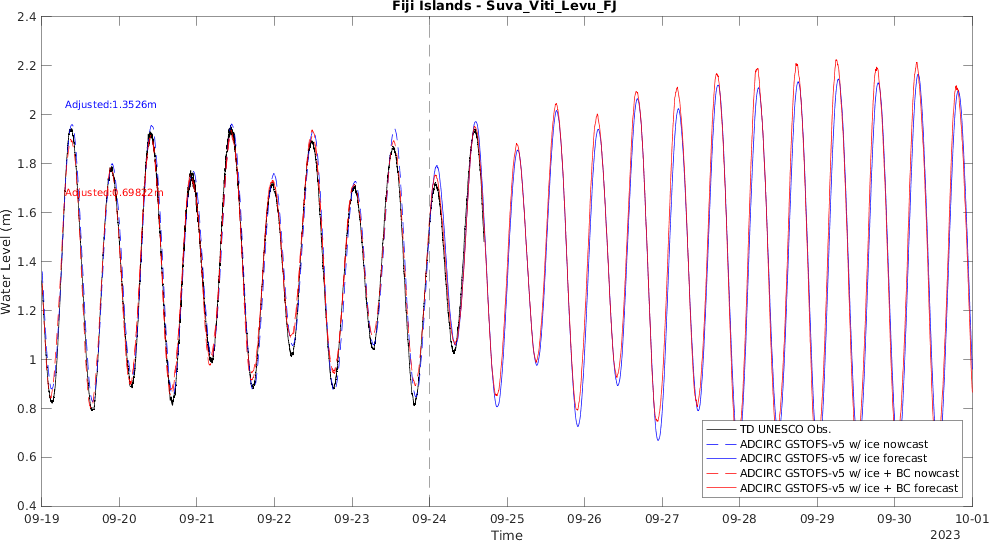 Fiji Islands - Suva_Viti_Levu_FJ
2.4
2.2
2
1.8
1.6
1.4
1.2
1
0.8
0.6
0.4
Water Level (m)
Adjusted:1.3526m
Adjusted:0.69822m
TD UNESCO Obs.
ADCIRC GSTOFS-v5 w/ ice nowcast
ADCIRC GSTOFS-v5 w/ ice forecast
ADCIRC GSTOFS-v5 w/ ice + BC nowcast
ADCIRC GSTOFS-v5 w/ ice + BC forecast
09-19 09-20 09-21 09-22 09-23 09-24 09-25 09-26 09-27 09-28 09-29 09-30 10-01
Time
2023